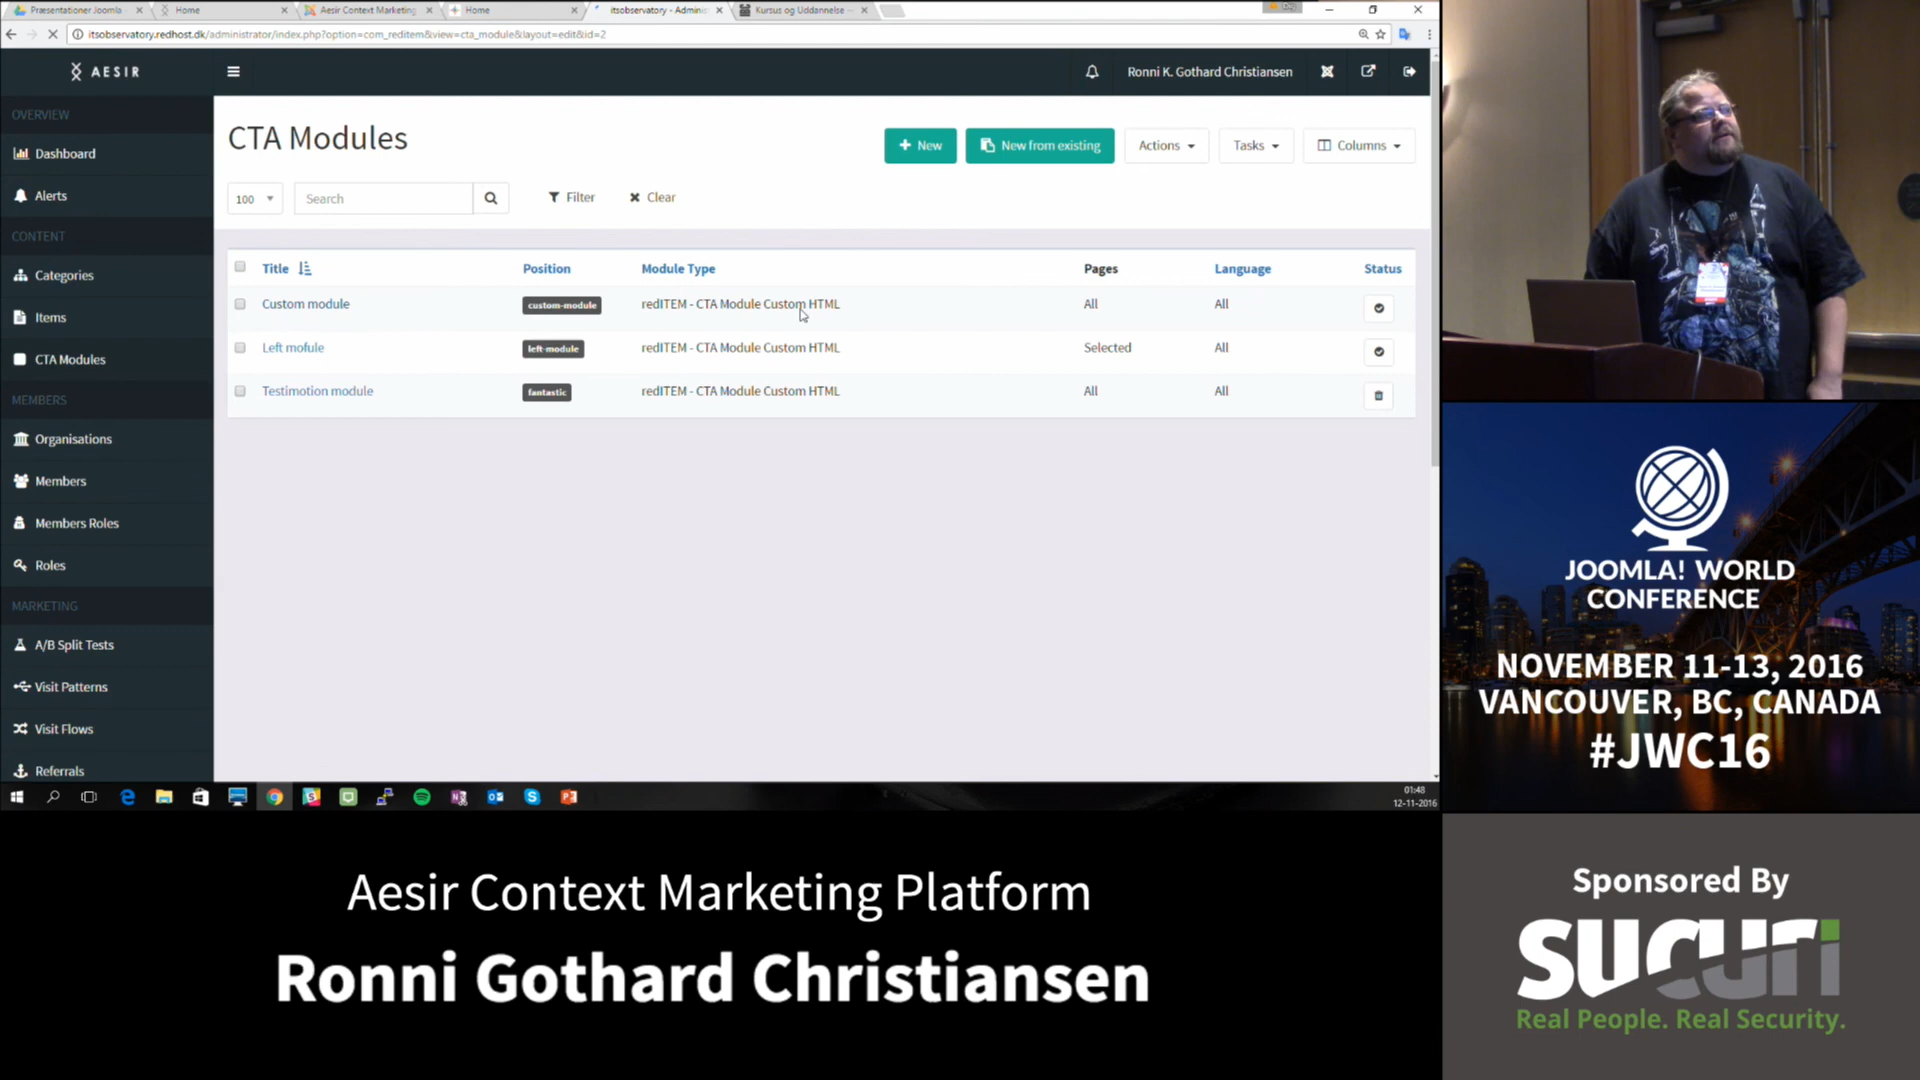 Præsentationer Joomla
Home
Aesir Context Marketing
Home
itsobservatory - Adminis
Kursus og Uddannelse -
itsobservatory.redhost.dk/administrator/index.php?option=com_reditem&view=cta_module&layout=edit&id=2
AESIR
Ronni K. Gothard Christiansen
OVERVIEW
Dashboard
Alerts
CONTENT
Categories
Items
CTA Modules
MEMBERS
Organisations
Members
Members Roles
Roles
MARKETING
A/B Split Tests
Visit Patterns
Visit Flows
Referrals
CTA Modules
New
New from existing
Actions
Tasks
Columns
100
Search
Filter
Clear
Title Position Module Type Pages Language Status
Custom module custom-module redITEM - CTA Module Custom HTML All All
Left mofule left-module redITEM - CTA Module Custom HTML Selected All
Testimotion module fantastic redITEM - CTA Module Custom HTML All All
01:48
12-11-2016
JOOMLA! WORLD
CONFERENCE
NOVEMBER 11-13, 2016
VANCOUVER, BC, CANADA
#JWC16
Aesir Context Marketing Platform
Ronni Gothard Christiansen
Sponsored By
SUCURI
Real People. Real Security.